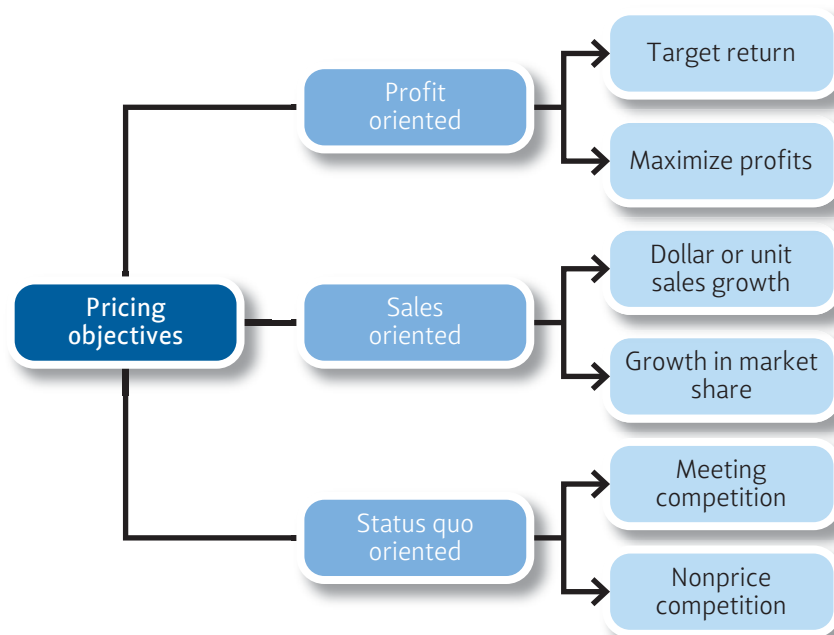 Pricing
objectives
Profit
oriented
Target return
Maximize profits
Sales
oriented
Dollar or unit
sales growth
Growth in market
share
Status quo
oriented
Meeting
competition
Nonprice
competition